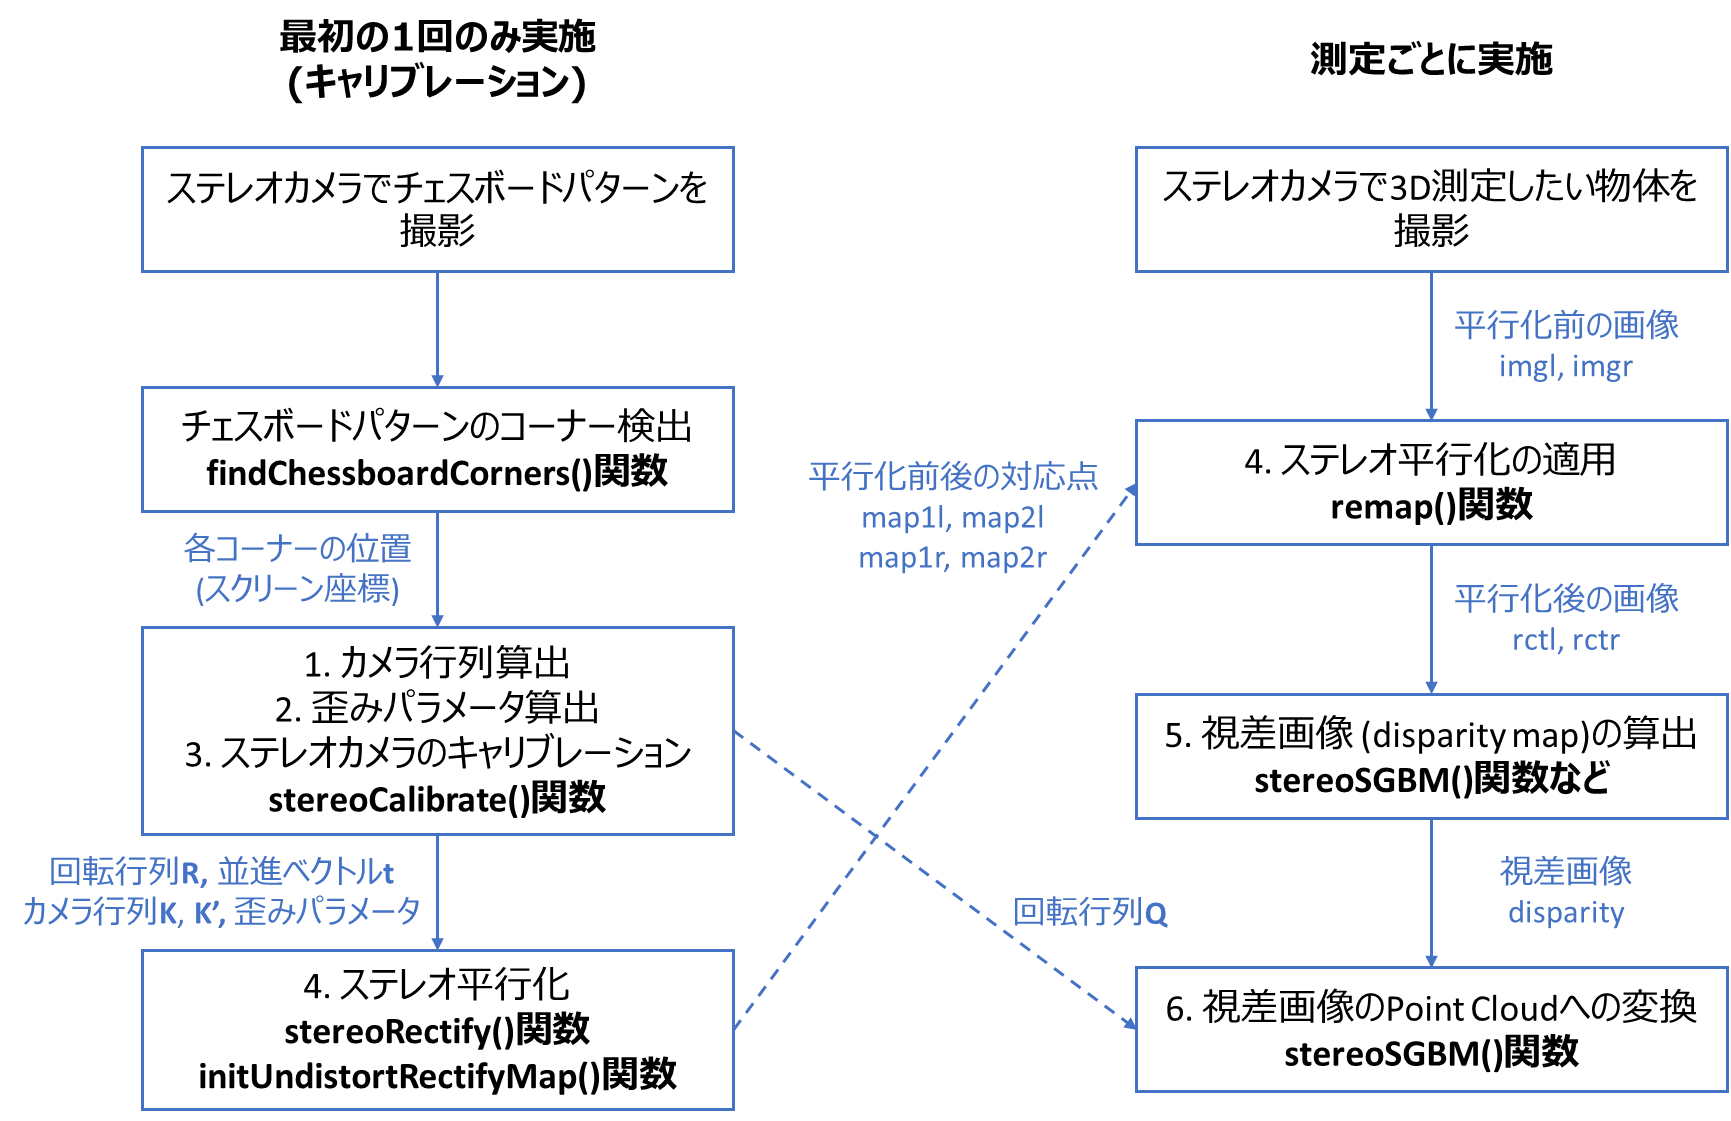 最初の1回のみ実施
(キャリブレーション)
ステレオカメラでチェスボードパターンを
撮影
チェスボードパターンのコーナー検出
findChessboardCorners()関数
各コーナーの位置
(スクリーン座標)
1. カメラ行列算出
2. 歪みパラメータ算出
3. ステレオカメラのキャリブレーション
stereoCalibrate()関数
回転行列R, 並進ベクトルt
カメラ行列K, K’, 歪みパラメータ
4. ステレオ平行化
stereoRectify()関数
initUndistortRectifyMap()関数
平行化前後の対応点
map1l, map2l
map1r, map2r
回転行列Q
測定ごとに実施
ステレオカメラで3D測定したい物体を
撮影
平行化前の画像
imgl, imgr
4. ステレオ平行化の適用
remap()関数
平行化後の画像
rctl, rctr
5. 視差画像 (disparity map)の算出
stereoSGBM()関数など
視差画像
disparity
6. 視差画像のPoint Cloudへの変換
stereoSGBM()関数